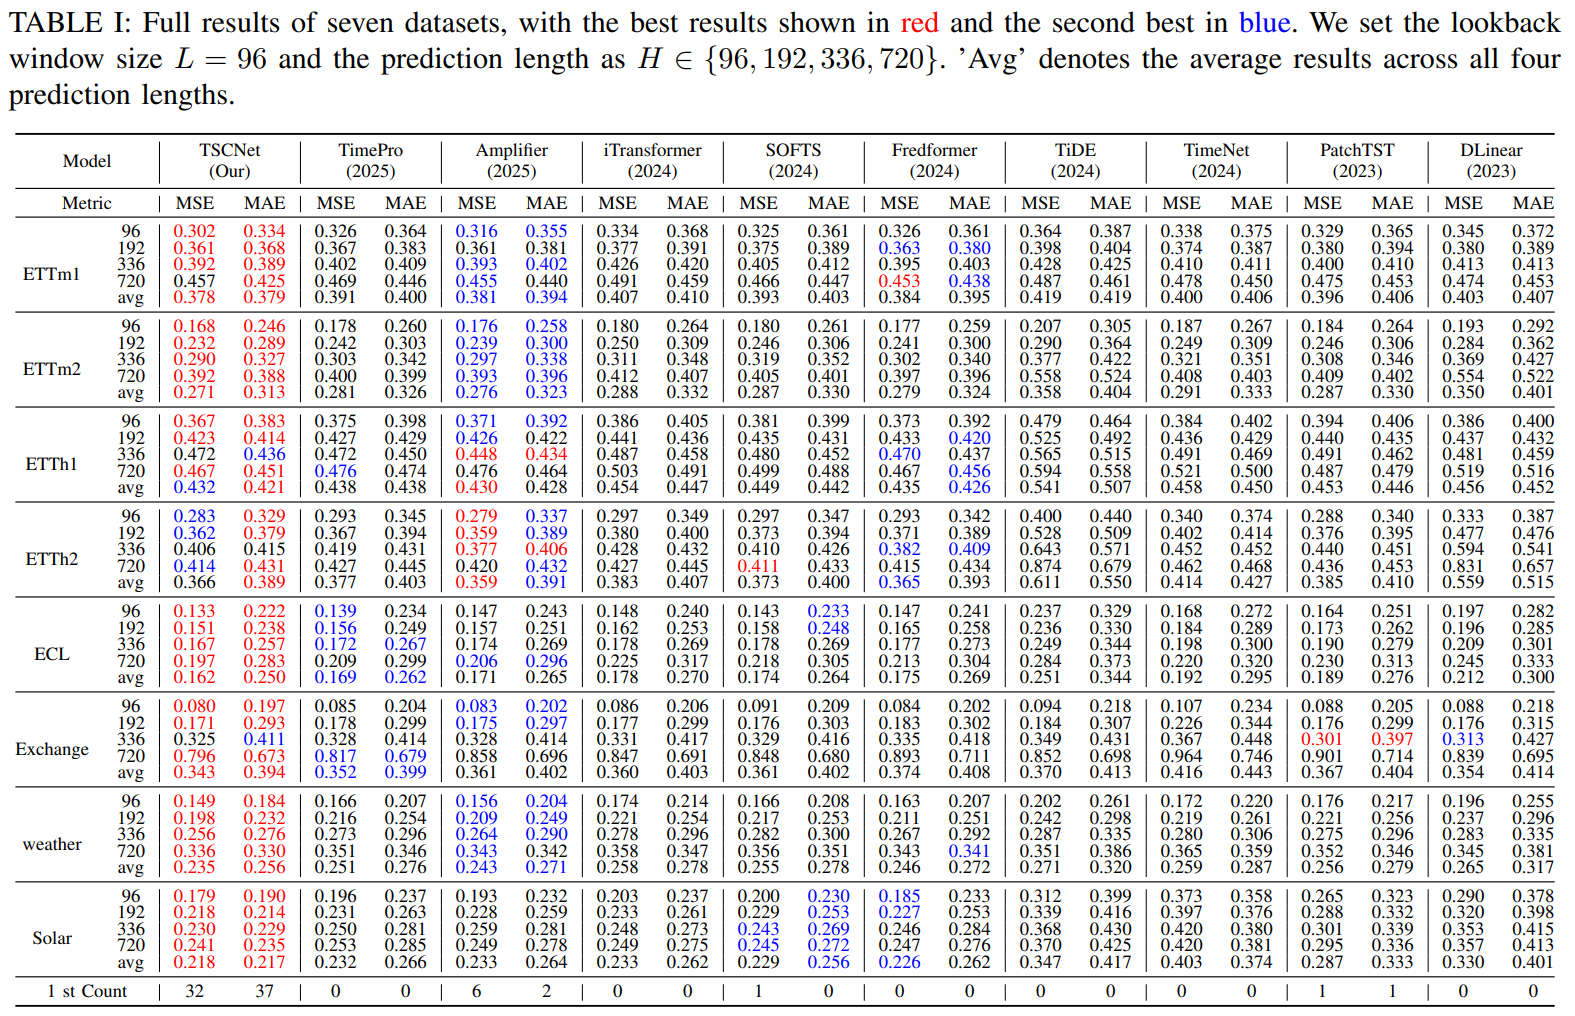 TABLE I: Full results of seven datasets, with the best results shown in red and the second best in blue. We set the lookback
window size L = 96 and the prediction length as H ∈ {96, 192, 336, 720}. 'Avg' denotes the average results across all four
prediction lengths.
Model TSCNet (Our) TimePro (2025) Amplifier (2025) iTransformer (2024) SOFTS (2024) Fredformer (2024) TiDE (2024) TimeNet (2024) PatchTST (2023) DLinear (2023)
Metric MSE MAE MSE MAE MSE MAE MSE MAE MSE MAE MSE MAE MSE MAE MSE MAE MSE MAE MSE MAE
ETTm1
96 0.302 0.334 0.326 0.364 0.316 0.355 0.334 0.368 0.325 0.361 0.326 0.361 0.364 0.387 0.338 0.375 0.329 0.365 0.345 0.372
192 0.361 0.368 0.367 0.383 0.361 0.381 0.377 0.391 0.375 0.389 0.363 0.380 0.398 0.404 0.374 0.387 0.380 0.394 0.380 0.389
336 0.392 0.389 0.402 0.409 0.393 0.402 0.426 0.420 0.405 0.412 0.395 0.403 0.428 0.425 0.410 0.411 0.400 0.410 0.413 0.413
720 0.457 0.425 0.469 0.446 0.455 0.440 0.491 0.459 0.466 0.447 0.453 0.438 0.487 0.461 0.478 0.450 0.475 0.453 0.474 0.453
avg 0.378 0.379 0.391 0.400 0.381 0.394 0.407 0.410 0.393 0.403 0.384 0.395 0.419 0.419 0.400 0.406 0.396 0.406 0.403 0.407
ETTm2
96 0.168 0.246 0.178 0.260 0.176 0.258 0.180 0.264 0.180 0.261 0.177 0.259 0.207 0.305 0.187 0.267 0.184 0.264 0.193 0.292
192 0.232 0.289 0.242 0.303 0.239 0.300 0.250 0.309 0.246 0.306 0.241 0.300 0.290 0.364 0.249 0.309 0.246 0.306 0.284 0.362
336 0.290 0.327 0.303 0.342 0.297 0.338 0.311 0.348 0.319 0.352 0.302 0.340 0.377 0.422 0.321 0.351 0.308 0.346 0.369 0.427
720 0.392 0.388 0.400 0.399 0.393 0.396 0.412 0.407 0.405 0.401 0.397 0.396 0.558 0.524 0.408 0.403 0.409 0.402 0.554 0.522
avg 0.271 0.313 0.281 0.326 0.276 0.323 0.288 0.332 0.287 0.330 0.279 0.324 0.358 0.404 0.291 0.333 0.287 0.330 0.350 0.401
ETTh1
96 0.367 0.383 0.375 0.398 0.371 0.392 0.386 0.405 0.381 0.399 0.373 0.392 0.479 0.464 0.384 0.402 0.394 0.406 0.386 0.400
192 0.423 0.414 0.427 0.429 0.426 0.422 0.441 0.436 0.435 0.431 0.433 0.420 0.525 0.492 0.436 0.429 0.440 0.435 0.437 0.432
336 0.472 0.436 0.472 0.450 0.448 0.434 0.487 0.458 0.480 0.452 0.470 0.437 0.565 0.515 0.491 0.469 0.491 0.462 0.481 0.459
720 0.467 0.451 0.476 0.474 0.476 0.464 0.503 0.491 0.499 0.488 0.467 0.456 0.594 0.558 0.521 0.500 0.487 0.479 0.519 0.516
avg 0.432 0.421 0.438 0.438 0.430 0.428 0.454 0.447 0.449 0.442 0.435 0.426 0.541 0.507 0.458 0.450 0.453 0.446 0.456 0.452
ETTh2
96 0.283 0.329 0.293 0.345 0.279 0.337 0.297 0.349 0.297 0.347 0.293 0.342 0.400 0.440 0.340 0.374 0.288 0.340 0.333 0.387
192 0.362 0.379 0.367 0.394 0.359 0.389 0.380 0.400 0.373 0.394 0.371 0.389 0.528 0.509 0.402 0.414 0.376 0.395 0.477 0.476
336 0.406 0.415 0.419 0.431 0.377 0.406 0.428 0.432 0.410 0.426 0.382 0.409 0.643 0.571 0.452 0.452 0.440 0.451 0.594 0.541
720 0.414 0.431 0.427 0.445 0.420 0.432 0.427 0.445 0.411 0.433 0.415 0.434 0.874 0.679 0.462 0.468 0.436 0.453 0.831 0.657
avg 0.366 0.389 0.377 0.403 0.359 0.391 0.383 0.407 0.373 0.400 0.365 0.393 0.611 0.550 0.414 0.427 0.385 0.410 0.559 0.515
ECL
96 0.133 0.222 0.139 0.234 0.147 0.243 0.148 0.240 0.143 0.233 0.147 0.241 0.237 0.329 0.168 0.272 0.164 0.251 0.197 0.282
192 0.151 0.238 0.156 0.249 0.157 0.251 0.162 0.253 0.158 0.248 0.165 0.258 0.236 0.330 0.184 0.289 0.173 0.262 0.196 0.285
336 0.167 0.257 0.172 0.267 0.174 0.269 0.178 0.269 0.178 0.269 0.177 0.273 0.249 0.344 0.198 0.300 0.190 0.279 0.209 0.301
720 0.197 0.283 0.209 0.299 0.206 0.296 0.225 0.317 0.218 0.305 0.213 0.304 0.284 0.373 0.220 0.320 0.230 0.313 0.245 0.333
avg 0.162 0.250 0.169 0.262 0.171 0.265 0.178 0.270 0.174 0.264 0.175 0.269 0.251 0.344 0.192 0.295 0.189 0.276 0.212 0.300
Exchange
96 0.080 0.197 0.085 0.204 0.083 0.202 0.086 0.206 0.091 0.209 0.084 0.202 0.094 0.218 0.107 0.234 0.088 0.205 0.088 0.218
192 0.171 0.293 0.178 0.299 0.175 0.297 0.177 0.299 0.176 0.303 0.183 0.302 0.184 0.307 0.226 0.344 0.176 0.299 0.176 0.315
336 0.325 0.411 0.328 0.414 0.328 0.414 0.331 0.417 0.329 0.416 0.335 0.418 0.349 0.431 0.367 0.448 0.301 0.397 0.313 0.427
720 0.796 0.673 0.817 0.679 0.858 0.696 0.847 0.691 0.848 0.680 0.893 0.711 0.852 0.698 0.964 0.746 0.901 0.714 0.839 0.695
avg 0.343 0.394 0.352 0.399 0.361 0.402 0.360 0.403 0.361 0.402 0.374 0.408 0.370 0.413 0.416 0.443 0.367 0.404 0.354 0.414
weather
96 0.149 0.184 0.166 0.207 0.156 0.204 0.174 0.214 0.166 0.208 0.163 0.207 0.202 0.261 0.172 0.220 0.176 0.217 0.196 0.255
192 0.198 0.232 0.216 0.254 0.209 0.249 0.221 0.254 0.217 0.253 0.211 0.251 0.242 0.298 0.219 0.261 0.221 0.256 0.237 0.296
336 0.256 0.276 0.273 0.296 0.264 0.290 0.278 0.296 0.282 0.300 0.267 0.292 0.287 0.335 0.280 0.306 0.275 0.296 0.283 0.335
720 0.336 0.330 0.351 0.346 0.343 0.342 0.358 0.347 0.356 0.351 0.343 0.341 0.351 0.386 0.365 0.359 0.352 0.346 0.345 0.381
avg 0.235 0.256 0.251 0.276 0.243 0.271 0.258 0.278 0.255 0.278 0.246 0.272 0.271 0.320 0.259 0.287 0.256 0.279 0.265 0.317
Solar
96 0.179 0.190 0.196 0.237 0.193 0.232 0.203 0.237 0.200 0.230 0.185 0.233 0.312 0.399 0.373 0.358 0.265 0.323 0.290 0.378
192 0.218 0.214 0.231 0.263 0.228 0.259 0.233 0.261 0.229 0.253 0.227 0.253 0.339 0.416 0.397 0.376 0.288 0.332 0.320 0.398
336 0.230 0.229 0.250 0.281 0.259 0.281 0.248 0.273 0.243 0.269 0.246 0.284 0.368 0.430 0.420 0.380 0.301 0.339 0.353 0.415
720 0.241 0.235 0.253 0.285 0.249 0.278 0.249 0.275 0.245 0.272 0.247 0.276 0.370 0.425 0.420 0.381 0.295 0.336 0.357 0.413
avg 0.218 0.217 0.232 0.266 0.233 0.264 0.233 0.262 0.229 0.256 0.226 0.262 0.347 0.417 0.403 0.374 0.287 0.333 0.330 0.401
1 st Count 32 37 0 0 6 2 0 0 1 0 0 0 0 0 0 0 1 1 0 0